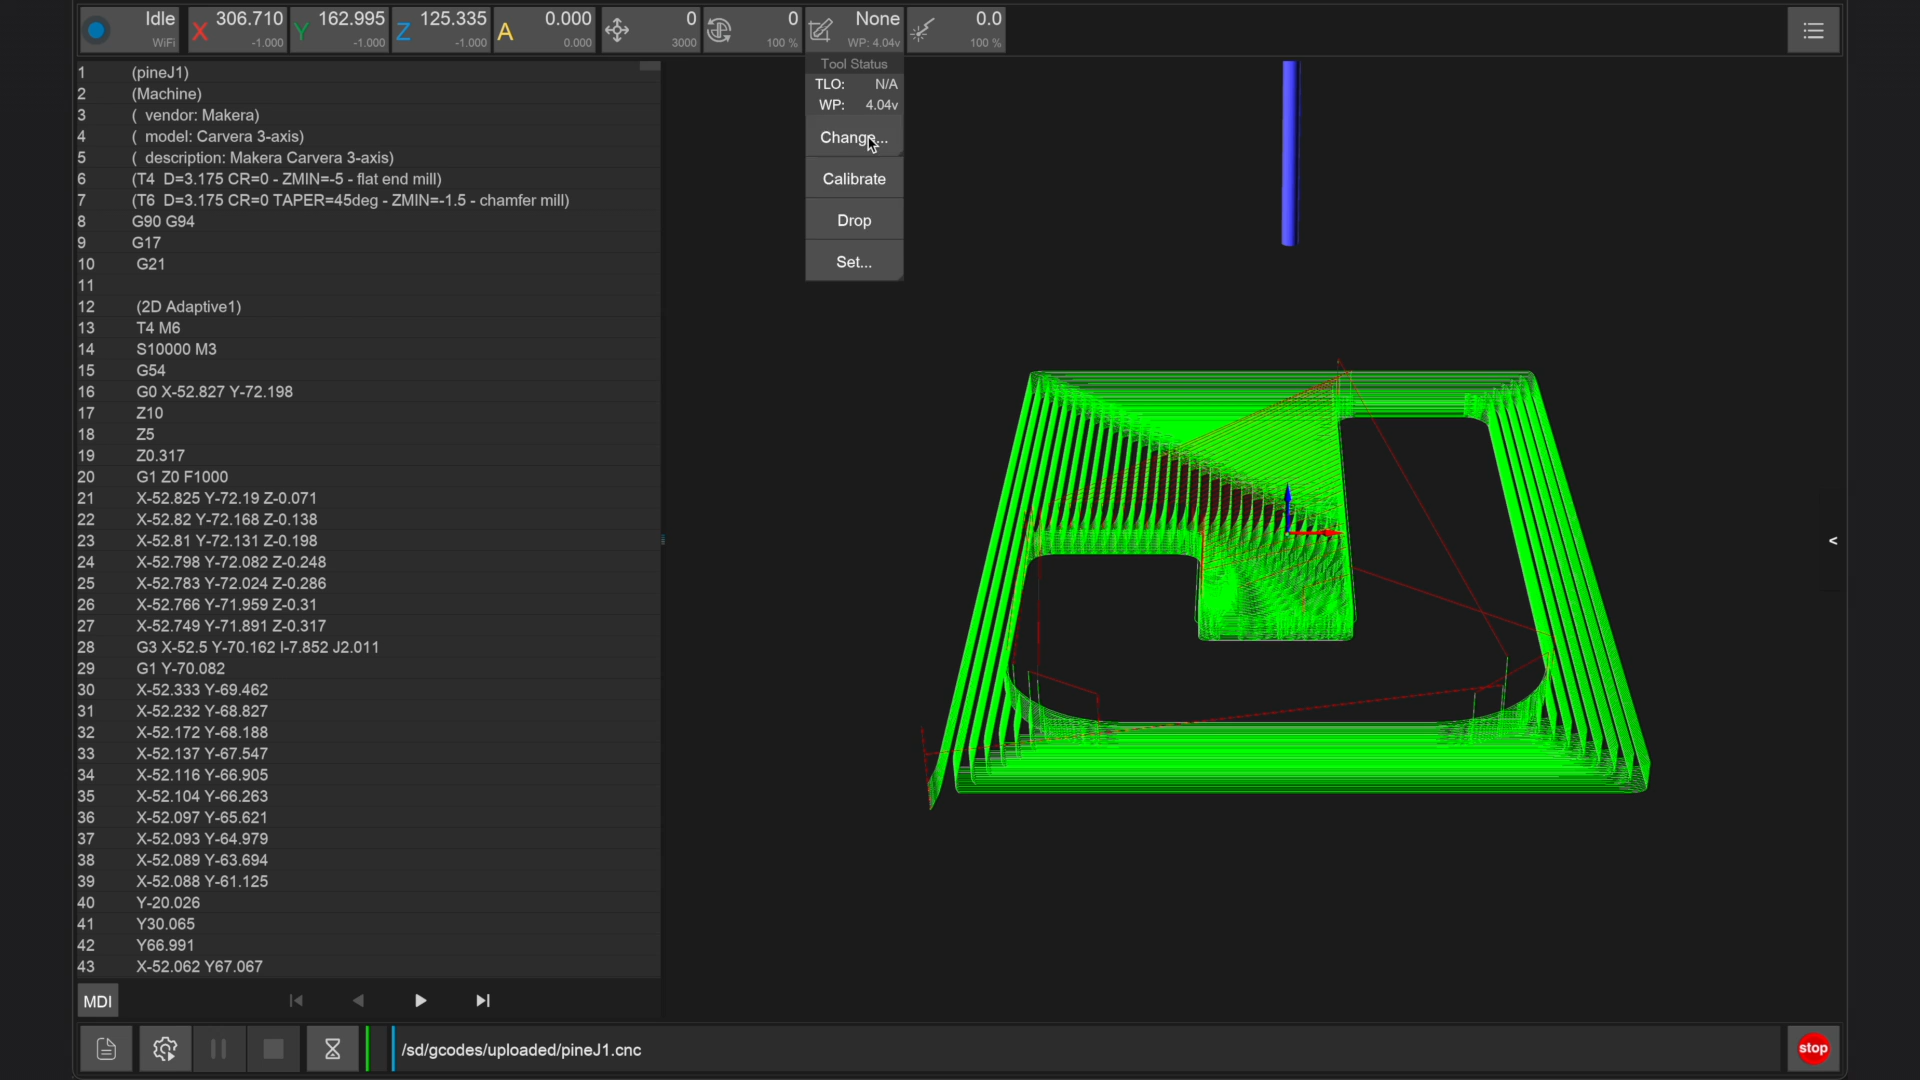 Idle
WiFi
X 306.710
-1.000
Y 162.995
-1.000
Z 125.335
-1.000
A 0.000
0.000
0
3000
0
100 %
None
WP: 4.04v
0.0
100 %
Tool Status
TLO: N/A
WP: 4.04v
Change...
Calibrate
Drop
Set...
1 (pineJ1)
2 (Machine)
3 ( vendor: Makera)
4 ( model: Carvera 3-axis)
5 ( description: Makera Carvera 3-axis)
6 (T4 D=3.175 CR=0 - ZMIN=-5 - flat end mill)
7 (T6 D=3.175 CR=0 TAPER=45deg - ZMIN=-1.5 - chamfer mill)
8 G90 G94
9 G17
10 G21
11
12 (2D Adaptive1)
13 T4 M6
14 S10000 M3
15 G54
16 G0 X-52.827 Y-72.198
17 Z10
18 Z5
19 Z0.317
20 G1 Z0 F1000
21 X-52.825 Y-72.19 Z-0.071
22 X-52.82 Y-72.168 Z-0.138
23 X-52.81 Y-72.131 Z-0.198
24 X-52.798 Y-72.082 Z-0.248
25 X-52.783 Y-72.024 Z-0.286
26 X-52.766 Y-71.959 Z-0.31
27 X-52.749 Y-71.891 Z-0.317
28 G3 X-52.5 Y-70.162 I-7.852 J2.011
29 G1 Y-70.082
30 X-52.333 Y-69.462
31 X-52.232 Y-68.827
32 X-52.172 Y-68.188
33 X-52.137 Y-67.547
34 X-52.116 Y-66.905
35 X-52.104 Y-66.263
36 X-52.097 Y-65.621
37 X-52.093 Y-64.979
38 X-52.089 Y-63.694
39 X-52.088 Y-61.125
40 Y-20.026
41 Y30.065
42 Y66.991
43 X-52.062 Y67.067
<
MDI
/sd/gcodes/uploaded/pineJ1.cnc
stop